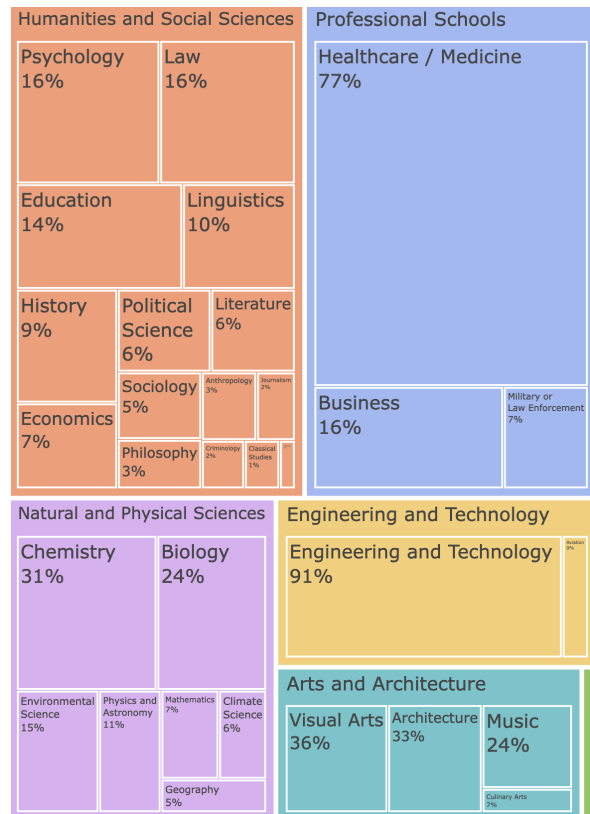 Humanities and Social Sciences
Psychology
16%
Law
16%
Education
14%
Linguistics
10%
History
9%
Political
Science
6%
Literature
6%
Economics
7%
Sociology
5%
Anthropology
3%
Journalism
2%
Philosophy
3%
Criminology
2%
Classical
Studies
1%
Professional Schools
Healthcare / Medicine
77%
Business
16%
Military or
Law Enforcement
7%
Natural and Physical Sciences
Chemistry
31%
Biology
24%
Environmental
Science
15%
Physics and
Astronomy
11%
Mathematics
7%
Climate
Science
6%
Geography
5%
Engineering and Technology
Engineering and Technology
91%
Aviation
9%
Arts and Architecture
Visual Arts
36%
Architecture
33%
Music
24%
Culinary Arts
7%